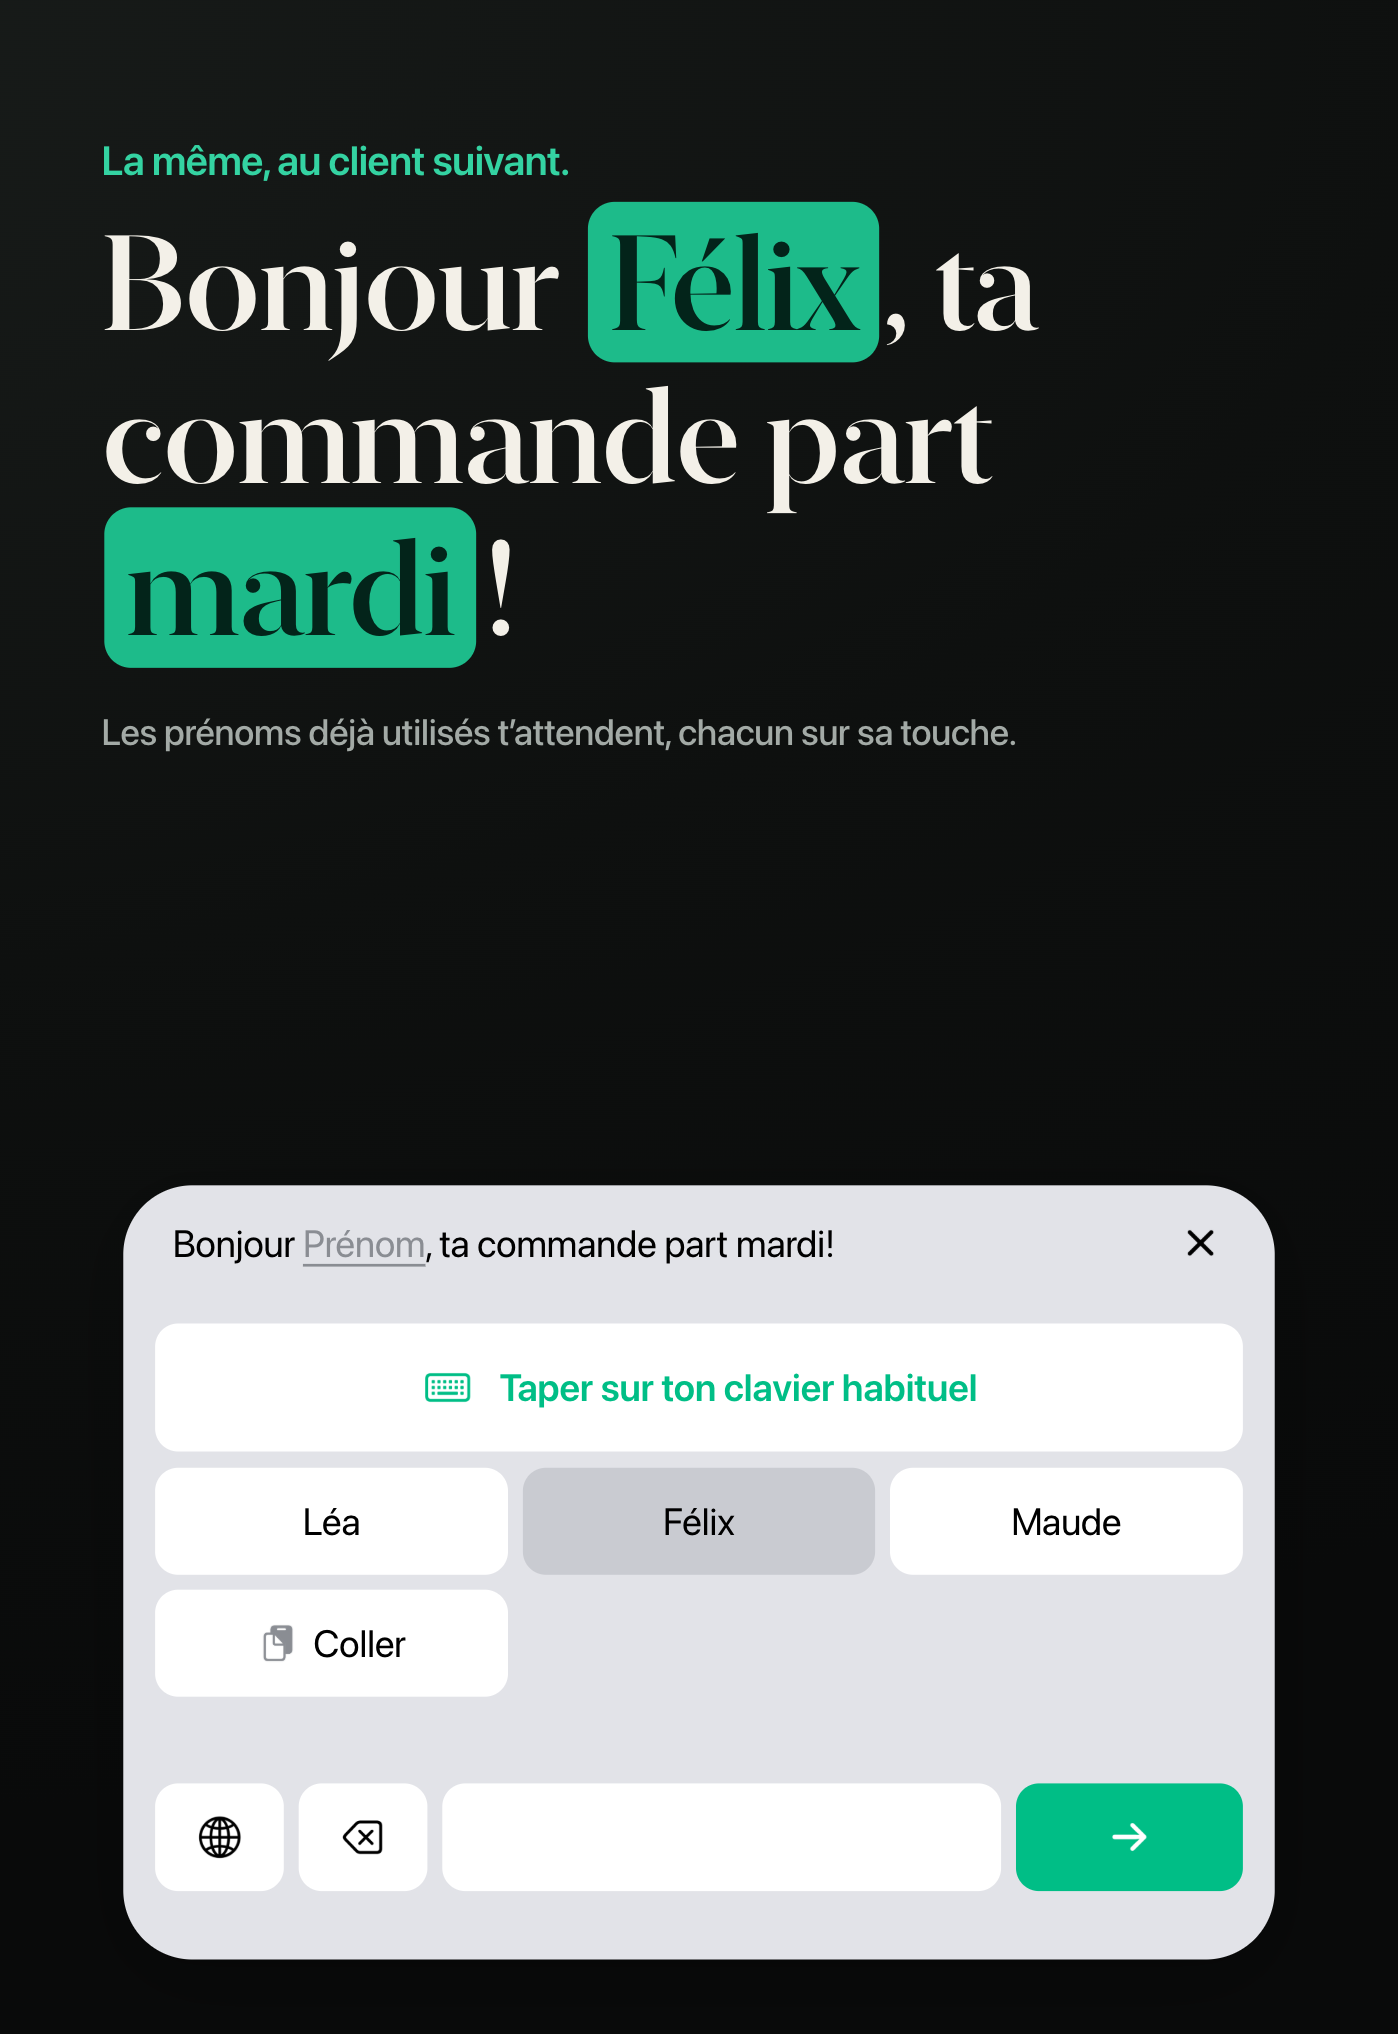 La même, au client suivant.
Bonjour Félix, ta
commande part
mardi!
Les prénoms déjà utilisés t’attendent, chacun sur sa touche.
Bonjour Prénom, ta commande part mardi!
Taper sur ton clavier habituel
Léa
Félix
Maude
Coller